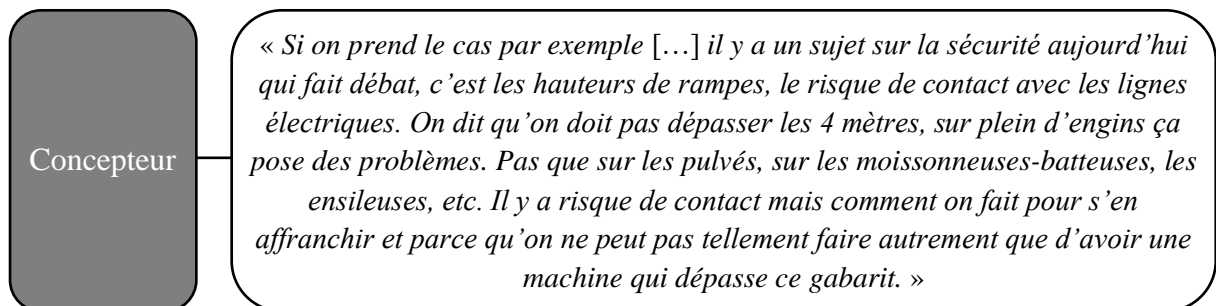 Concepteur
« Si on prend le cas par exemple […] il y a un sujet sur la sécurité aujourd’hui
qui fait débat, c’est les hauteurs de rampes, le risque de contact avec les lignes
électriques. On dit qu’on doit pas dépasser les 4 mètres, sur plein d’engins ça
pose des problèmes. Pas que sur les pulvés, sur les moissonneuses-batteuses, les
ensileuses, etc. Il y a risque de contact mais comment on fait pour s’en
affranchir et parce qu’on ne peut pas tellement faire autrement que d’avoir une
machine qui dépasse ce gabarit. »